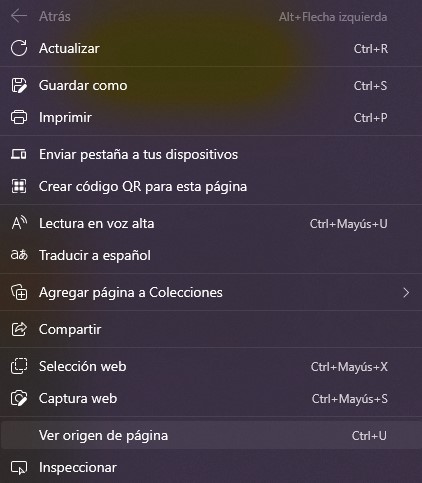 Atrás Alt+Flecha izquierda
Actualizar Ctrl+R
Guardar como Ctrl+S
Imprimir Ctrl+P
Enviar pestaña a tus dispositivos
Crear código QR para esta página
Lectura en voz alta Ctrl+Mayús+U
Traducir a español
Agregar página a Colecciones
Compartir
Selección web Ctrl+Mayús+X
Captura web Ctrl+Mayús+S
Ver origen de página Ctrl+U
Inspeccionar